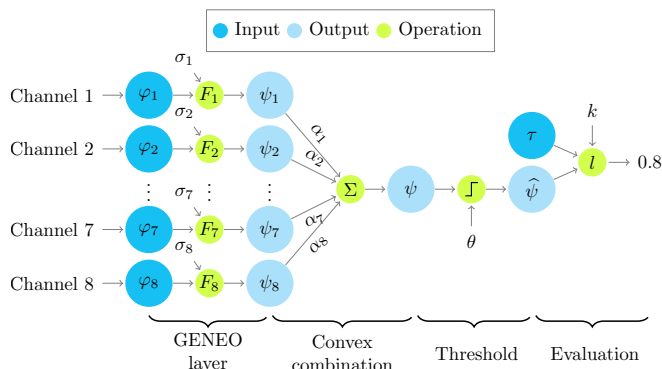 Input Output Operation
σ₁
Channel 1 φ₁ F₁ ψ₁
α₁
σ₂
Channel 2 φ₂ F₂ ψ₂
α₂
k
τ
l 0.8
⋮ ⋮ ⋮
Σ ψ ψ̂
σ₇
α₇
Channel 7 φ₇ F₇ ψ₇
θ
σ₈
α₈
Channel 8 φ₈ F₈ ψ₈
GENEO
layer
Convex
combination
Threshold
Evaluation